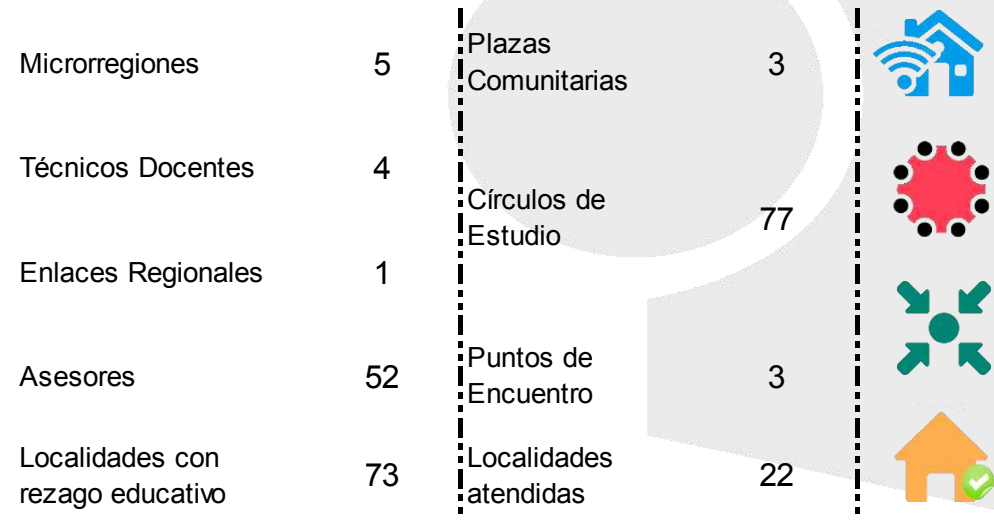 Microrregiones 5
Técnicos Docentes 4
Enlaces Regionales 1
Asesores 52
Localidades con
rezago educativo 73
Plazas
Comunitarias 3
Círculos de
Estudio 77
Puntos de
Encuentro 3
Localidades
atendidas 22